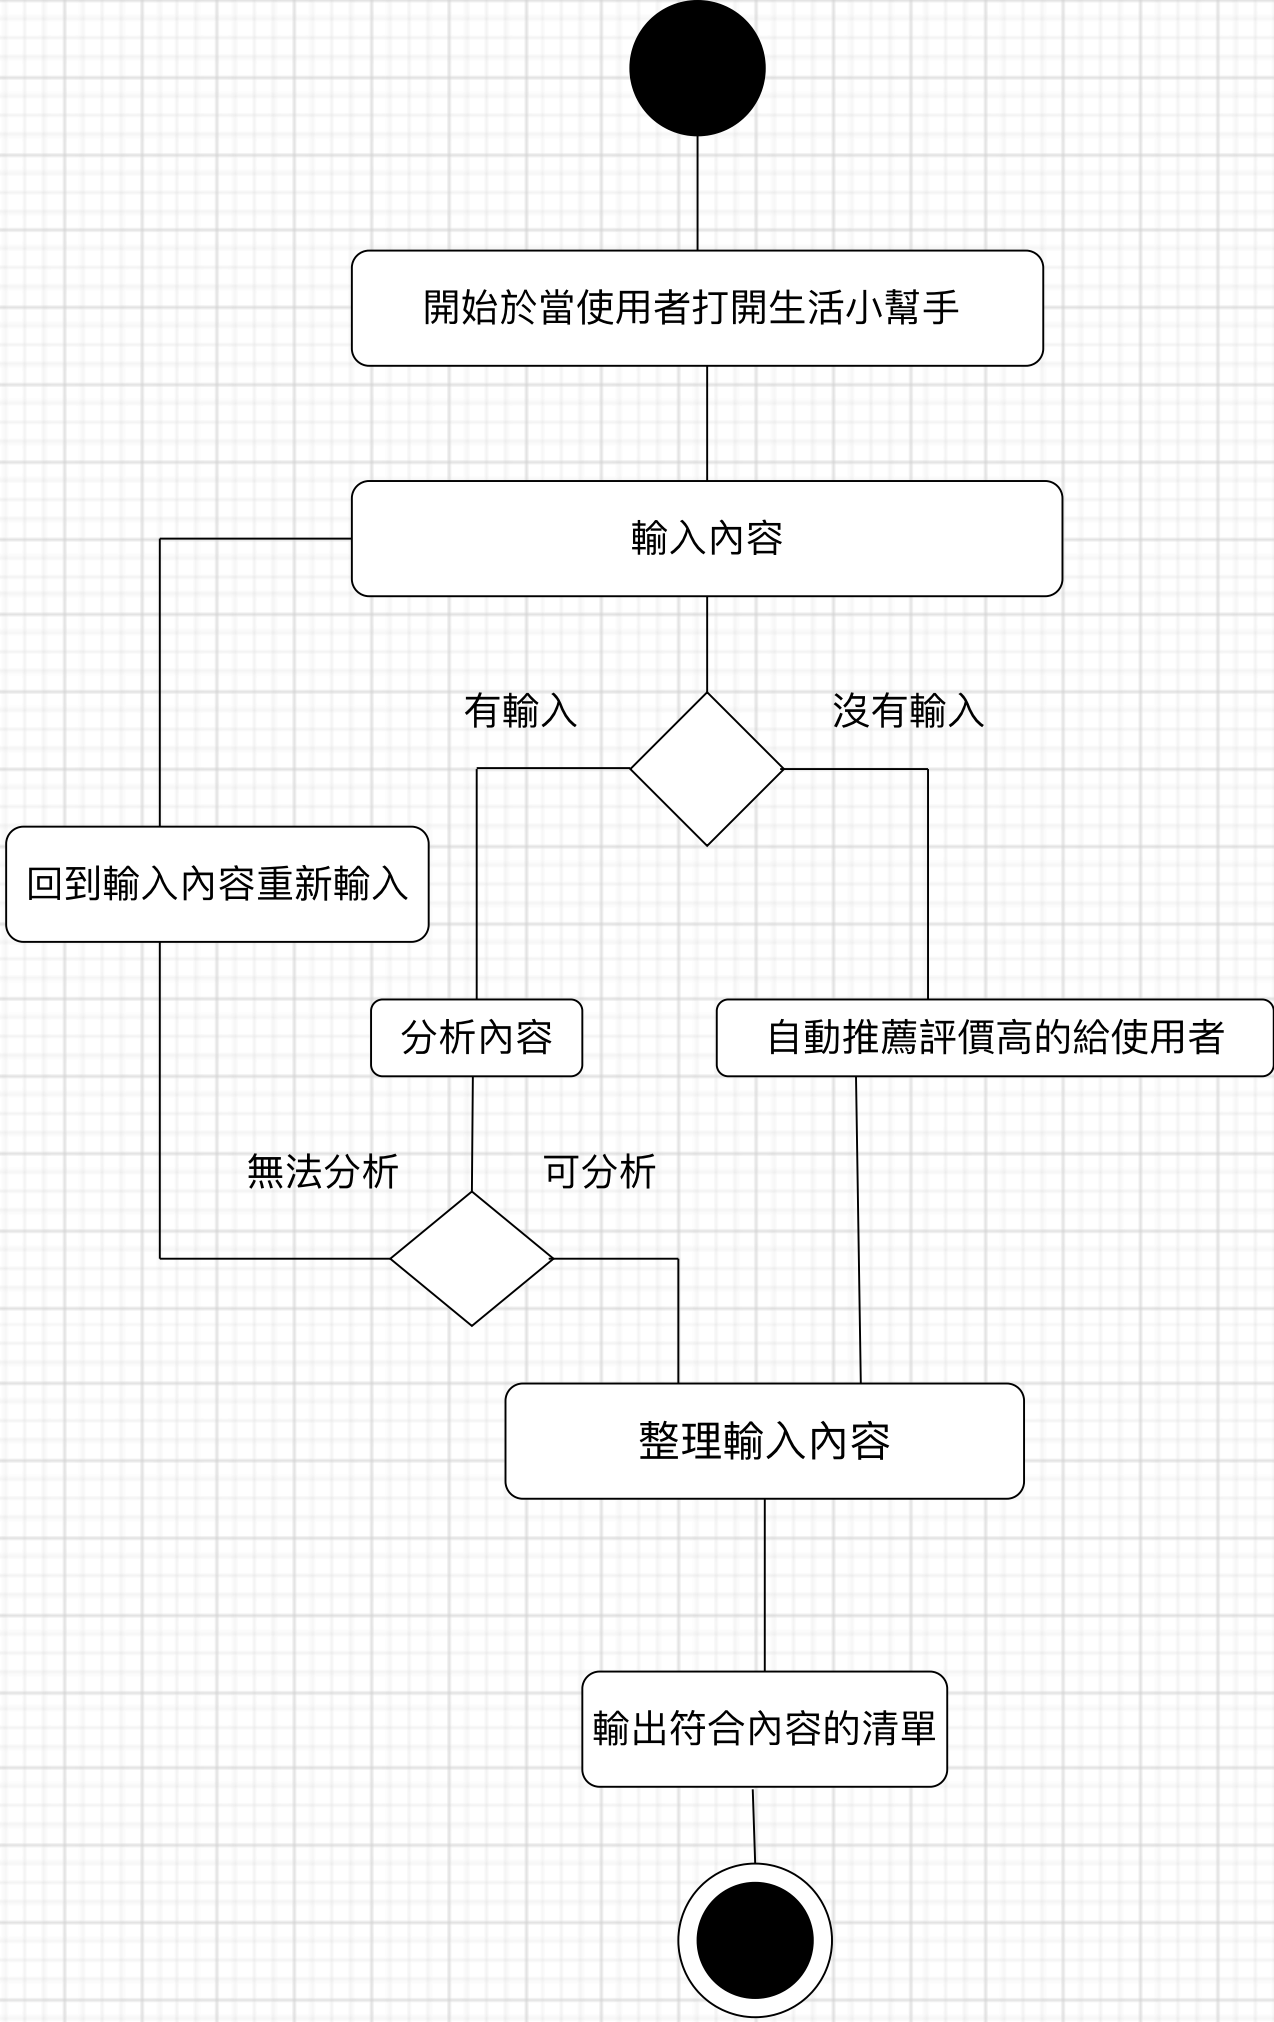 開始於當使用者打開生活小幫手
輸入內容
有輸入
沒有輸入
回到輸入內容重新輸入
分析內容
自動推薦評價高的給使用者
無法分析
可分析
整理輸入內容
輸出符合內容的清單